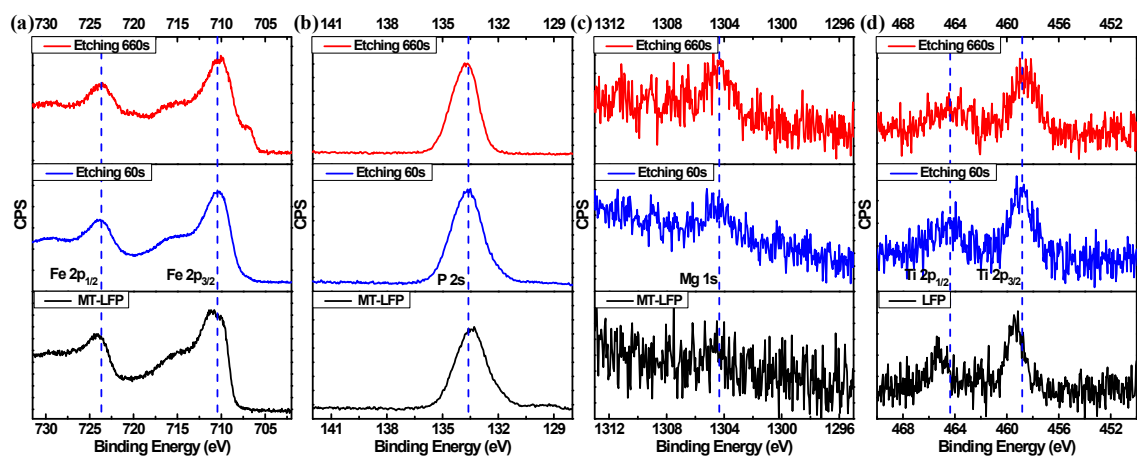 (a) 730 725 720 715 710 705
Etching 660s
Etching 60s
Fe 2p1/2 Fe 2p3/2
MT-LFP
CPS
730 725 720 715 710 705
Binding Energy (eV)
(b) 141 138 135 132 129
Etching 660s
Etching 60s
P 2s
MT-LFP
CPS
141 138 135 132 129
Binding Energy (eV)
(c) 1312 1308 1304 1300 1296
Etching 660s
Etching 60s
Mg 1s
MT-LFP
CPS
1312 1308 1304 1300 1296
Binding Energy (eV)
(d) 468 464 460 456 452
Etching 660s
Etching 60s
Ti 2p1/2 Ti 2p3/2
LFP
CPS
468 464 460 456 452
Binding Energy (eV)